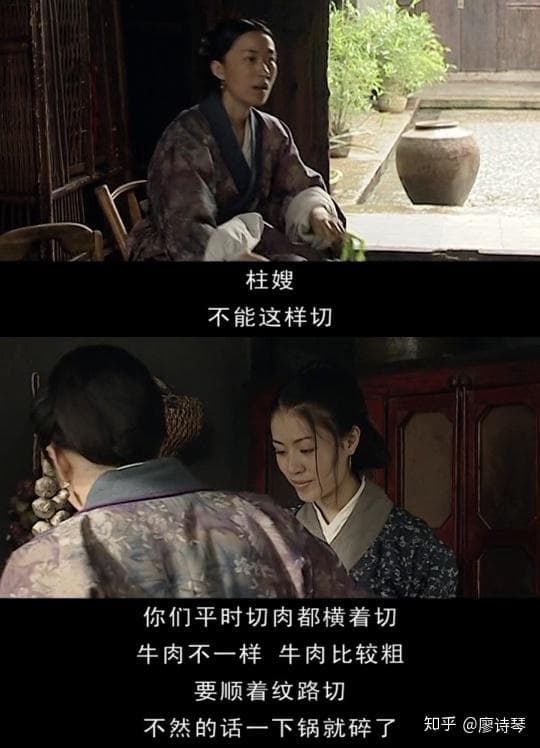 柱嫂
不能这样切
你们平时切肉都横着切
牛肉不一样 牛肉比较粗
要顺着纹路切
不然的话一下锅就碎了
知乎 @廖诗琴